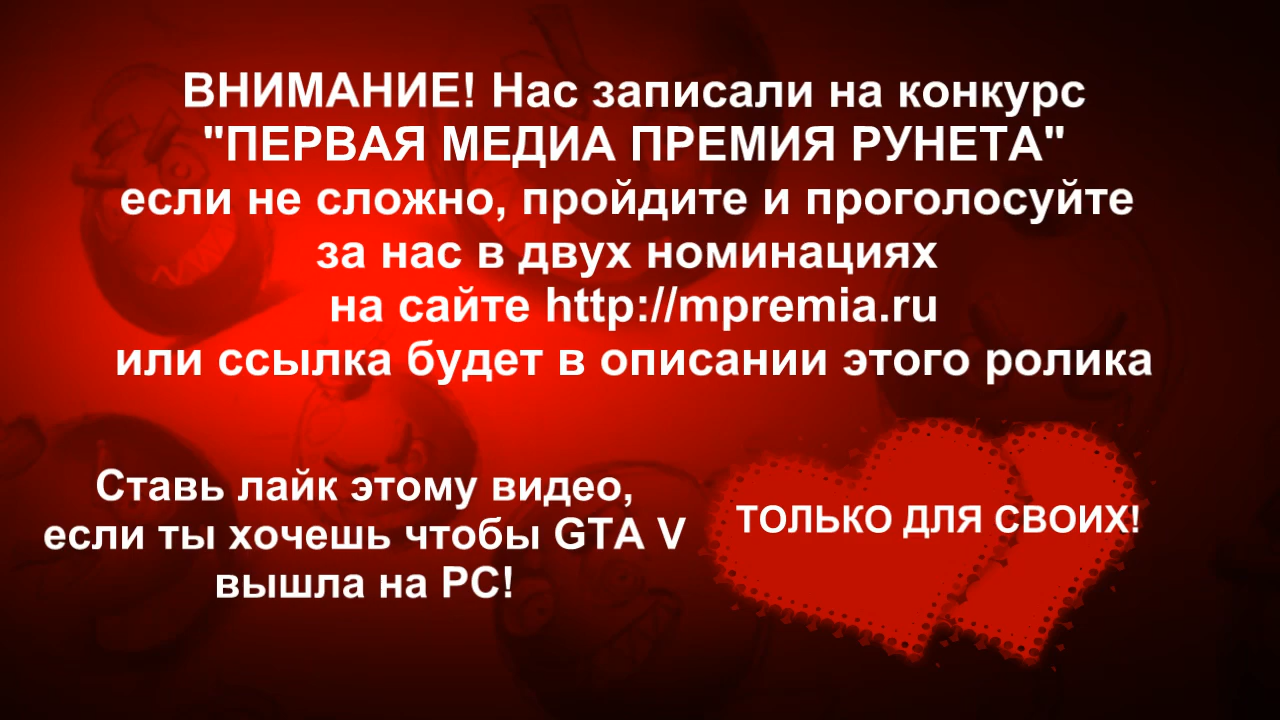 ВНИМАНИЕ! Нас записали на конкурс
"ПЕРВАЯ МЕДИА ПРЕМИЯ РУНЕТА"
если не сложно, пройдите и проголосуйте
за нас в двух номинациях
на сайте http://mpremia.ru
или ссылка будет в описании этого ролика
Ставь лайк этому видео,
если ты хочешь чтобы GTA V
вышла на PC!
ТОЛЬКО ДЛЯ СВОИХ!